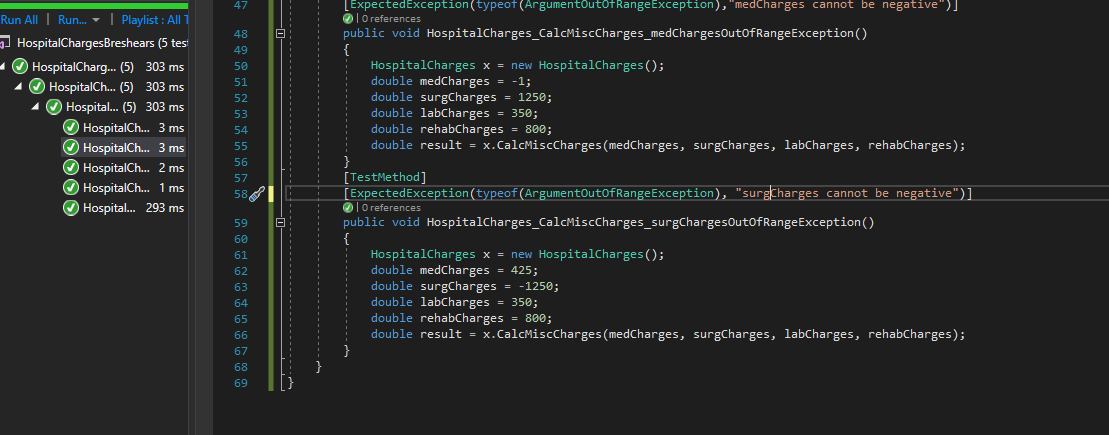 Run All | Run... | Playlist : All T
HospitalChargesBreshears (5 test
HospitalCharg... (5) 303 ms
HospitalCh... (5) 303 ms
Hospital... (5) 303 ms
HospitalCh... 3 ms
HospitalCh... 3 ms
HospitalCh... 2 ms
HospitalCh... 1 ms
Hospital... 293 ms
47 [ExpectedException(typeof(ArgumentOutOfRangeException),"medCharges cannot be negative")]
| 0 references
48 public void HospitalCharges_CalcMiscCharges_medChargesOutOfRangeException()
49 {
50 HospitalCharges x = new HospitalCharges();
51 double medCharges = -1;
52 double surgCharges = 1250;
53 double labCharges = 350;
54 double rehabCharges = 800;
55 double result = x.CalcMiscCharges(medCharges, surgCharges, labCharges, rehabCharges);
56 }
57 [TestMethod]
58 [ExpectedException(typeof(ArgumentOutOfRangeException), "surgCharges cannot be negative")]
| 0 references
59 public void HospitalCharges_CalcMiscCharges_surgChargesOutOfRangeException()
60 {
61 HospitalCharges x = new HospitalCharges();
62 double medCharges = 425;
63 double surgCharges = -1250;
64 double labCharges = 350;
65 double rehabCharges = 800;
66 double result = x.CalcMiscCharges(medCharges, surgCharges, labCharges, rehabCharges);
67 }
68 }
69 }